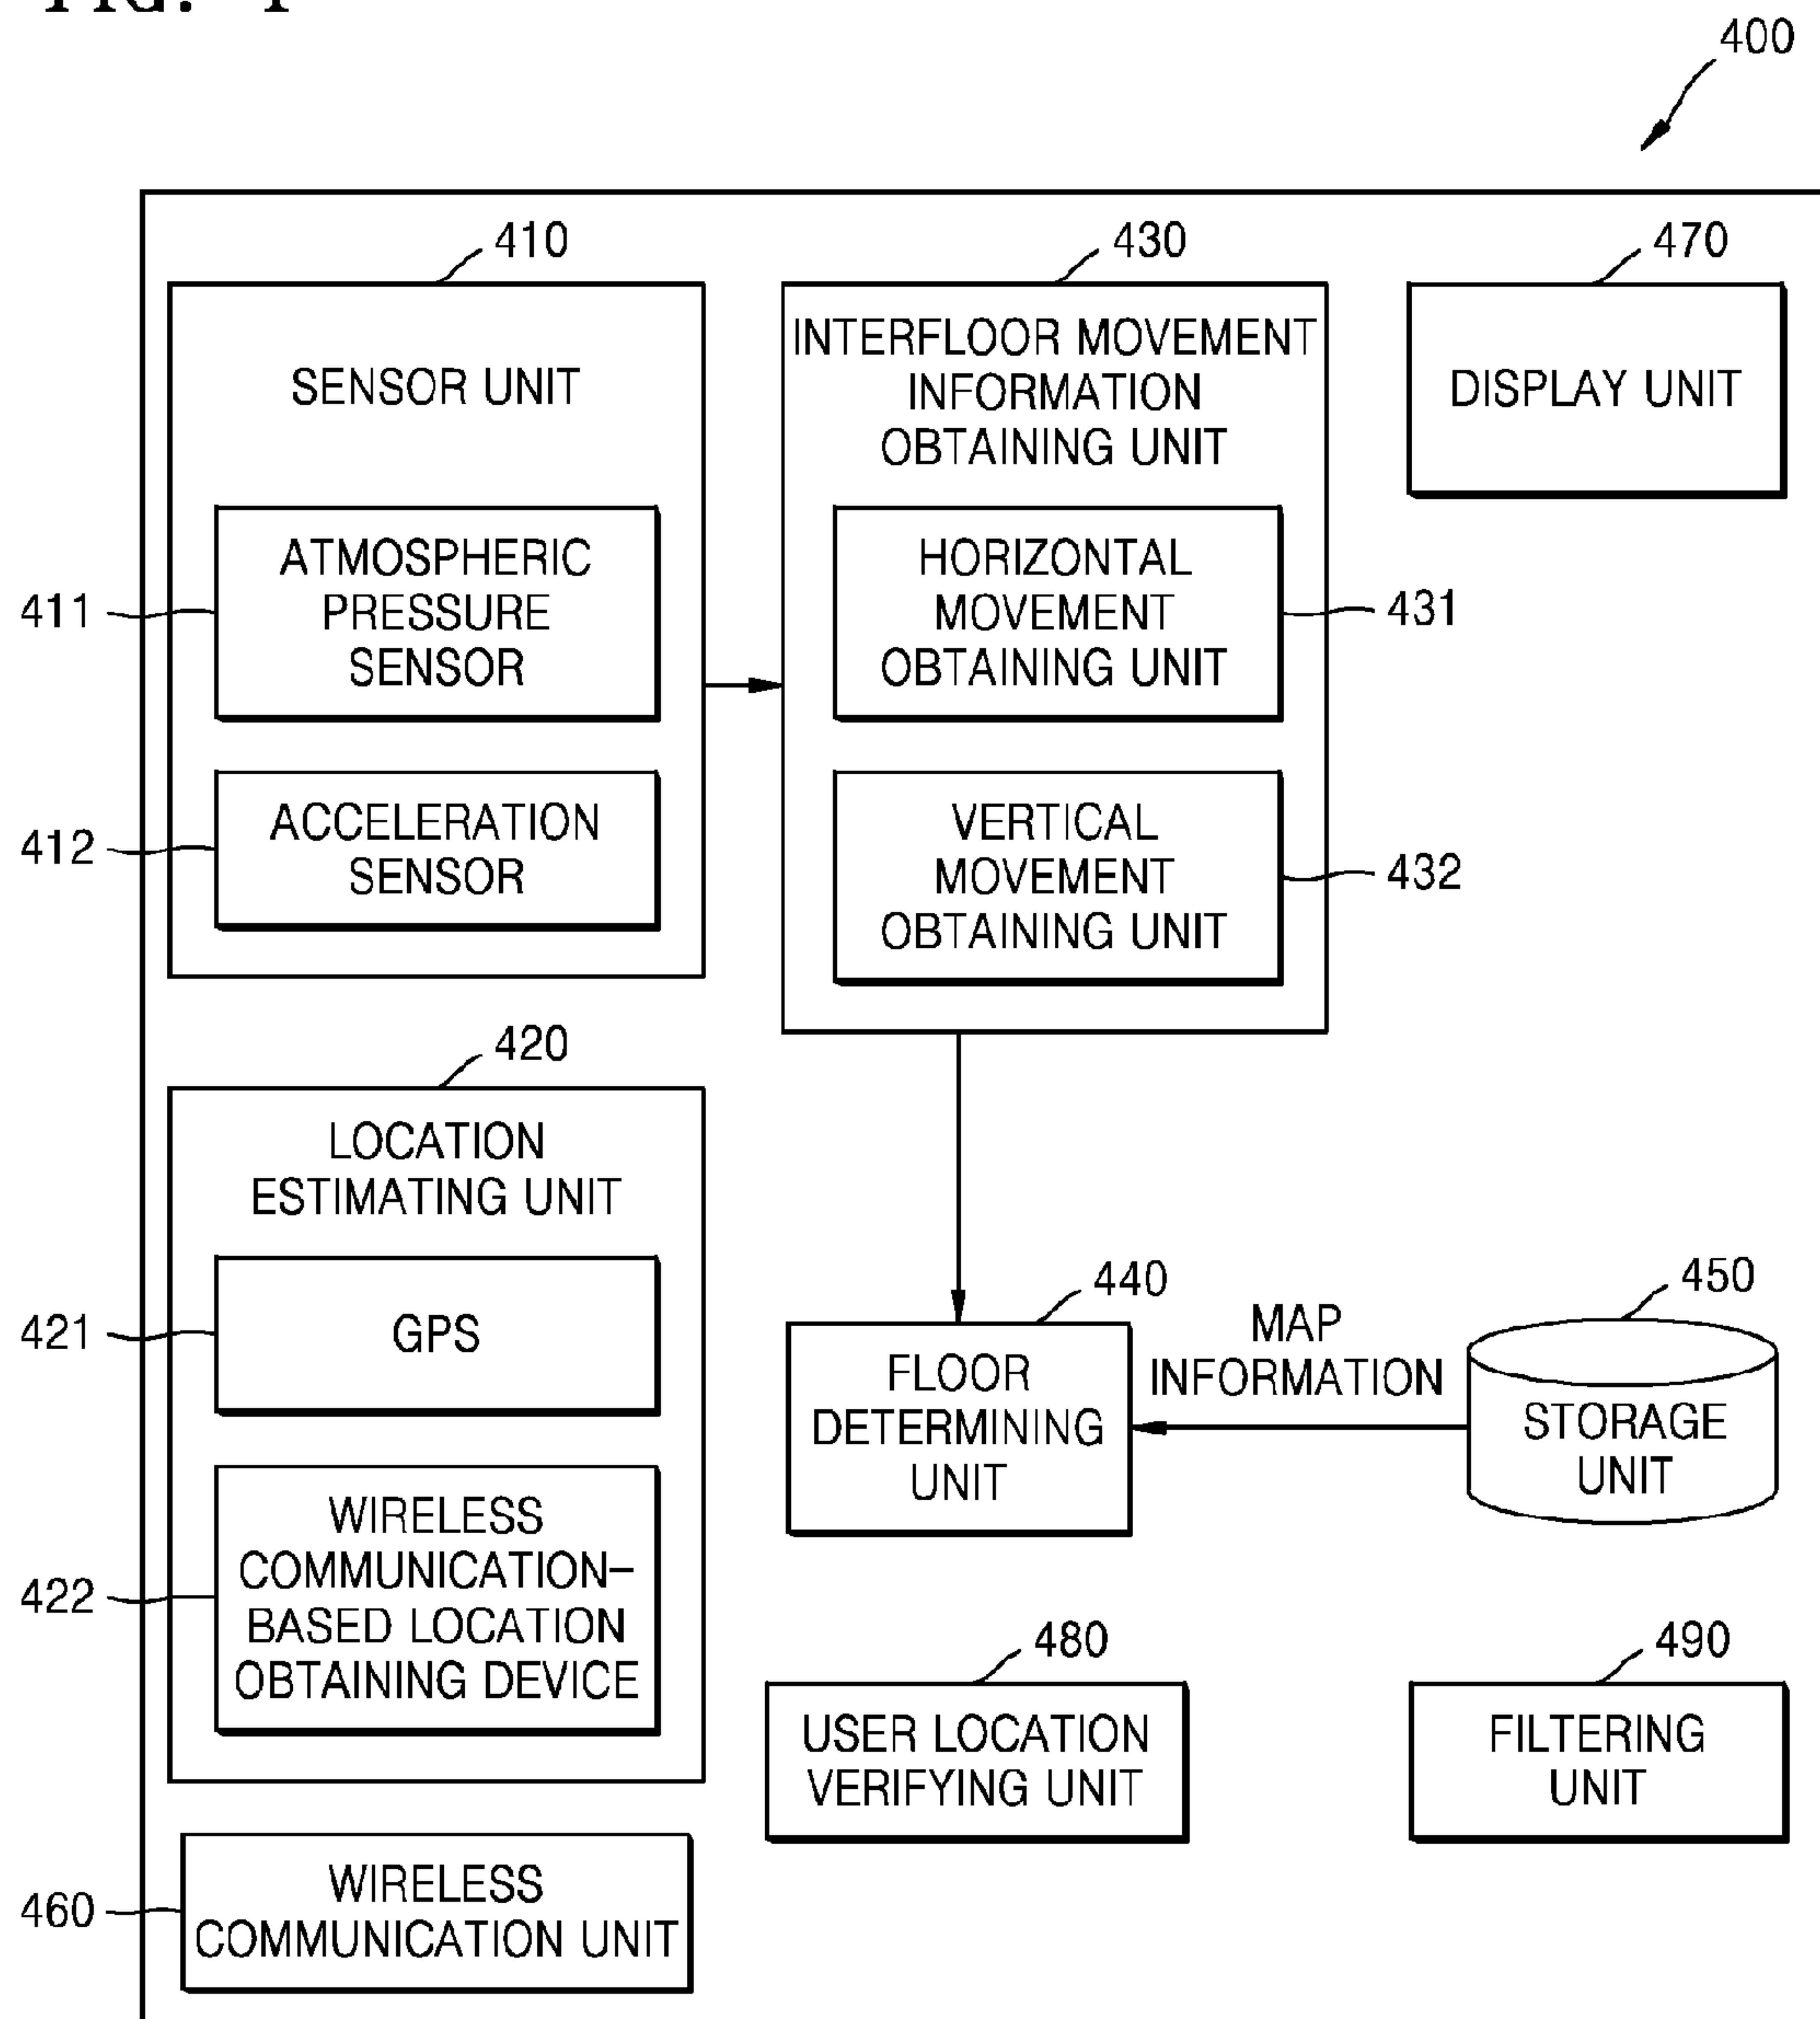 400
410
SENSOR UNIT
411
ATMOSPHERIC
PRESSURE
SENSOR
412
ACCELERATION
SENSOR
430
INTERFLOOR MOVEMENT
INFORMATION
OBTAINING UNIT
HORIZONTAL
MOVEMENT
OBTAINING UNIT
431
VERTICAL
MOVEMENT
OBTAINING UNIT
432
470
DISPLAY UNIT
420
LOCATION
ESTIMATING UNIT
421
GPS
422
WIRELESS
COMMUNICATION-
BASED LOCATION
OBTAINING DEVICE
440
FLOOR
DETERMINING
UNIT
MAP
INFORMATION
450
STORAGE
UNIT
480
USER LOCATION
VERIFYING UNIT
490
FILTERING
UNIT
460
WIRELESS
COMMUNICATION UNIT